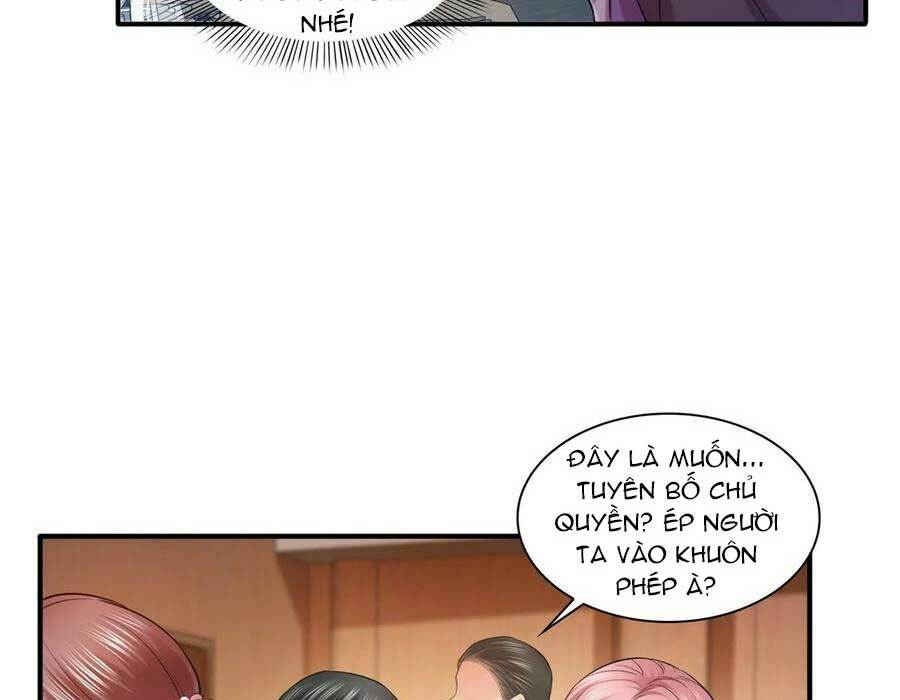 NHÉ!
ĐÂY LÀ MUỐN...
TUYÊN BỐ CHỦ
QUYỀN? ÉP NGƯỜI
TA VÀO KHUÔN
PHÉP À?